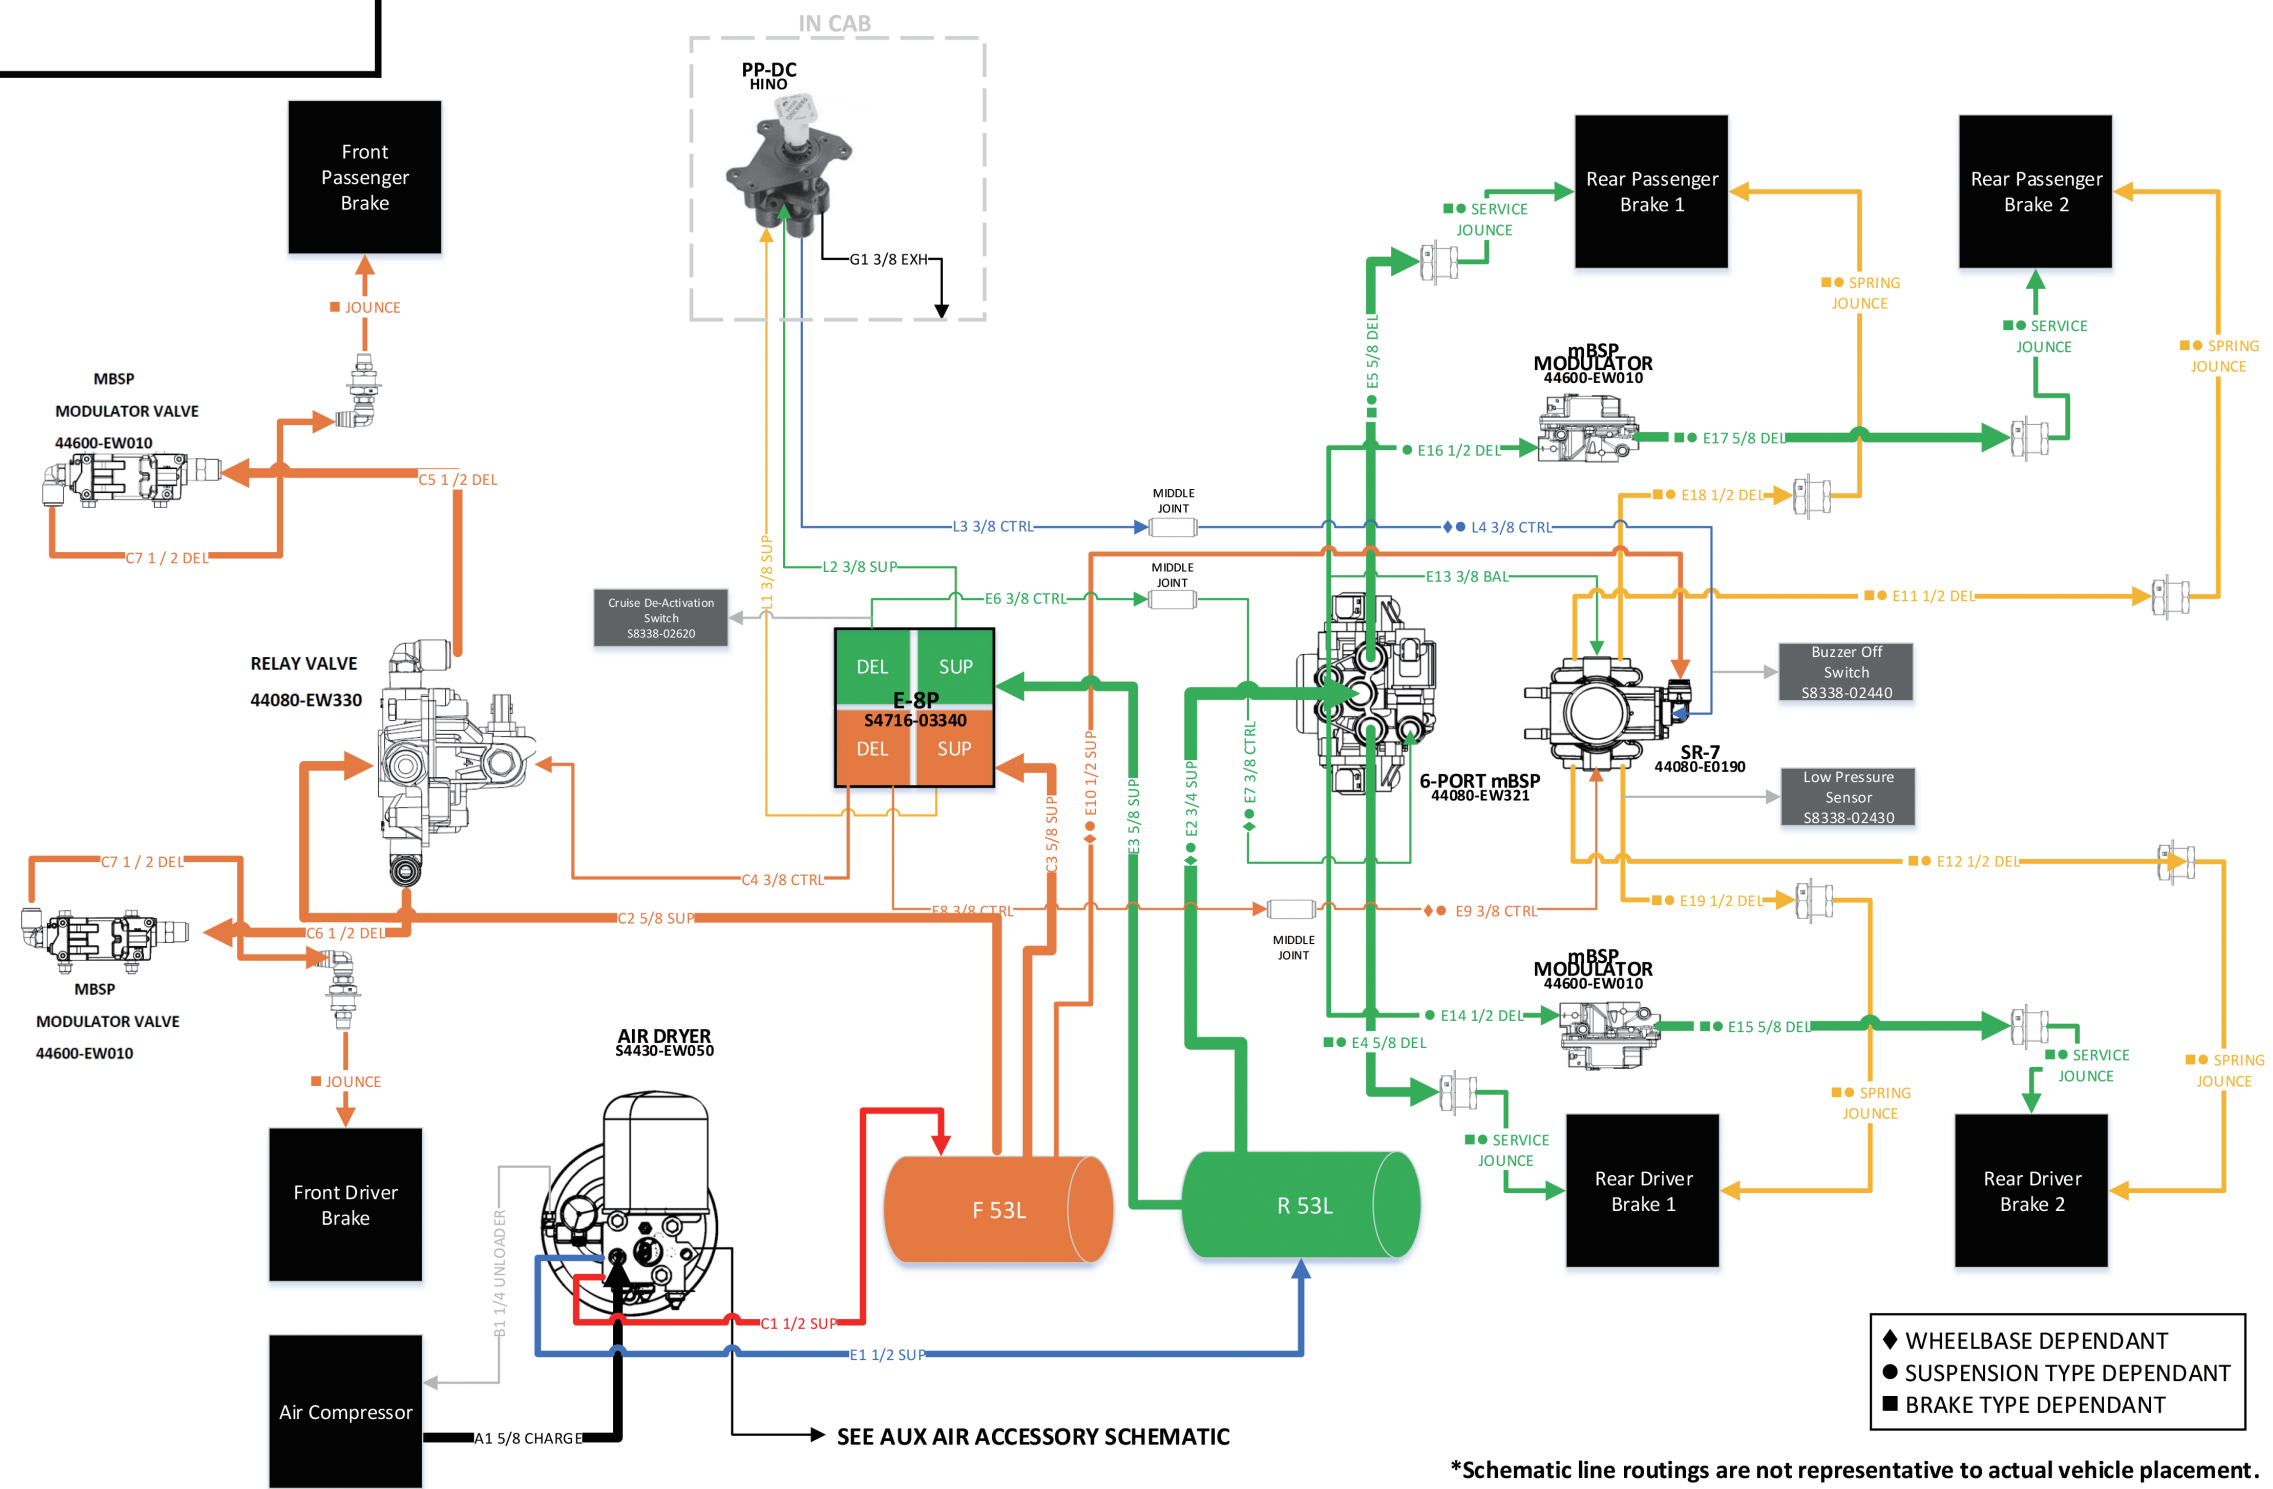 IN CAB
PP-DC
HINO
G1 3/8 EXH
Front
Passenger
Brake
JOUNCE
MBSP
MODULATOR VALVE
44600-EW010
C5 1 /2 DEL
C7 1 / 2 DEL
Rear Passenger
Brake 1
Rear Passenger
Brake 2
SERVICE
JOUNCE
SPRING
JOUNCE
SERVICE
JOUNCE
SPRING
JOUNCE
E5 5/8 DEL
mBSP
MODULATOR
44600-EW010
E16 1/2 DEL
E17 5/8 DEL
E18 1/2 DEL
MIDDLE
JOINT
L3 3/8 CTRL
L4 3/8 CTRL
L1 3/8 SUP
L2 3/8 SUP
MIDDLE
JOINT
E6 3/8 CTRL
E13 3/8 BAL
E11 1/2 DEL
Cruise De-Activation
Switch
S8338-02620
RELAY VALVE
44080-EW330
DEL
SUP
E-8P
S4716-03340
DEL
SUP
Buzzer Off
Switch
S8338-02440
SR-7
44080-E0190
6-PORT mBSP
44080-EW321
Low Pressure
Sensor
S8338-02430
E10 1/2 SUP
E3 5/8 SUP
E2 3/4 SUP
E7 3/8 CTRL
C3 5/8 SUP
C7 1 / 2 DEL
C4 3/8 CTRL
E12 1/2 DEL
E19 1/2 DEL
E8 3/8 CTRL
E9 3/8 CTRL
C2 5/8 SUP
C6 1 /2 DEL
MIDDLE
JOINT
MBSP
MODULATOR VALVE
44600-EW010
mBSP
MODULATOR
44600-EW010
E14 1/2 DEL
E15 5/8 DEL
E4 5/8 DEL
AIR DRYER
S4430-EW050
JOUNCE
SERVICE
JOUNCE
SPRING
JOUNCE
SPRING
JOUNCE
SERVICE
JOUNCE
Front Driver
Brake
F 53L
R 53L
Rear Driver
Brake 1
Rear Driver
Brake 2
B1 1/4 UNLOADER
C1 1/2 SUP
E1 1/2 SUP
Air Compressor
A1 5/8 CHARGE
SEE AUX AIR ACCESSORY SCHEMATIC
WHEELBASE DEPENDANT
SUSPENSION TYPE DEPENDANT
BRAKE TYPE DEPENDANT
*Schematic line routings are not representative to actual vehicle placement.